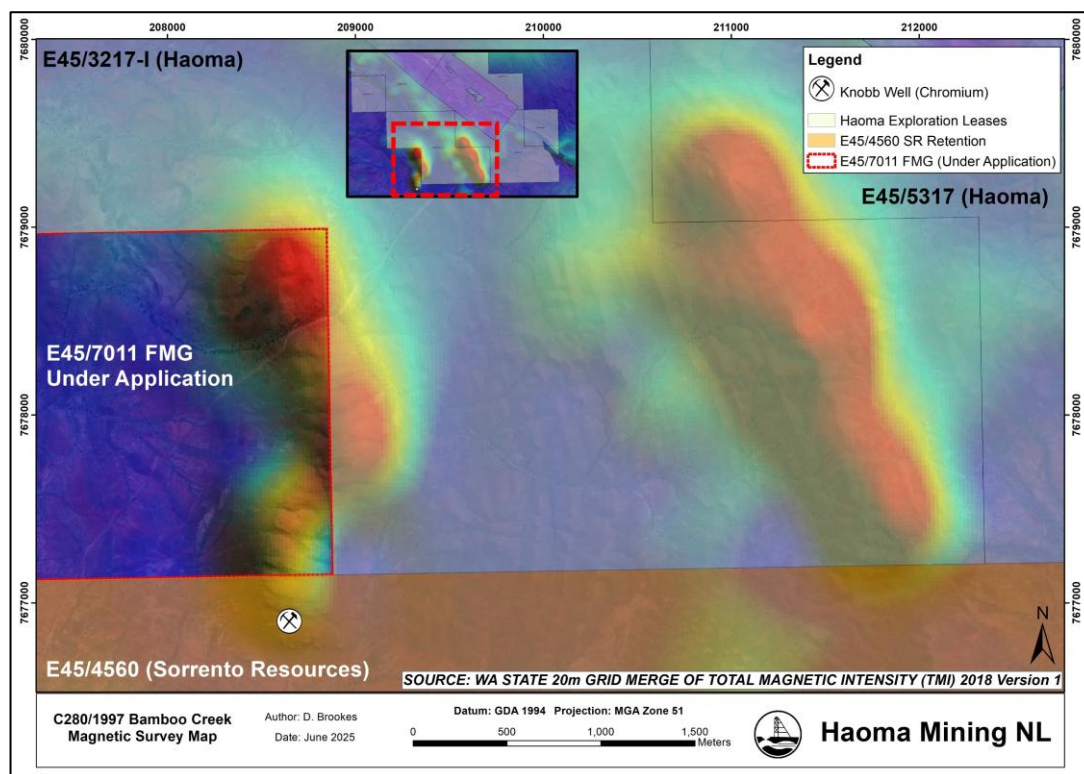 208000 209000 210000 211000 212000
7680000 7680000
E45/3217-I (Haoma)
Legend
Knobb Well (Chromium)
Haoma Exploration Leases
E45/4560 SR Retention
E45/7011 FMG (Under Application)
E45/5317 (Haoma)
7679000 7679000
E45/7011 FMG
Under Application
7678000 7678000
7677000 7677000
N
E45/4560 (Sorrento Resources)
SOURCE: WA STATE 20m GRID MERGE OF TOTAL MAGNETIC INTENSITY (TMI) 2018 Version 1
C280/1997 Bamboo Creek
Magnetic Survey Map
Author: D. Brookes
Date: June 2025
Datum: GDA 1994 Projection: MGA Zone 51
0 500 1,000 1,500
Meters
Haoma Mining NL